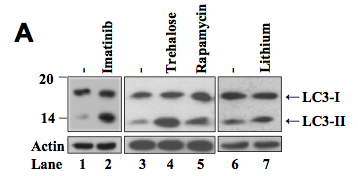 A
- Imatinib - Trehalose Rapamycin - Lithium
20
←LC3-I
14
←LC3-II
Actin
Lane 1 2 3 4 5 6 7